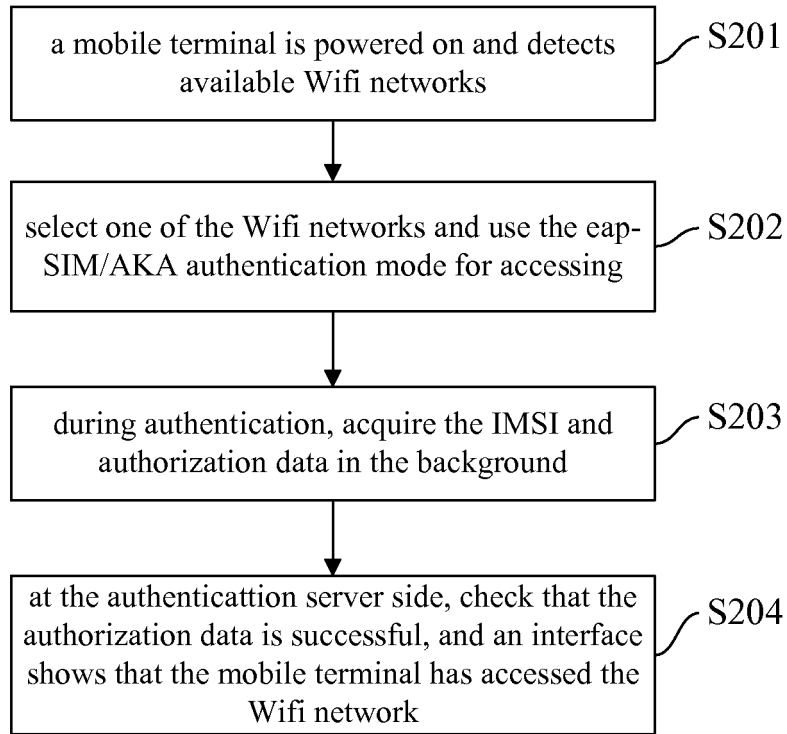 a mobile terminal is powered on and detects
available Wifi networks
S201
select one of the Wifi networks and use the eap-
SIM/AKA authentication mode for accessing
S202
during authentication, acquire the IMSI and
authorization data in the background
S203
at the authenticattion server side, check that the
authorization data is successful, and an interface
shows that the mobile terminal has accessed the
Wifi network
S204